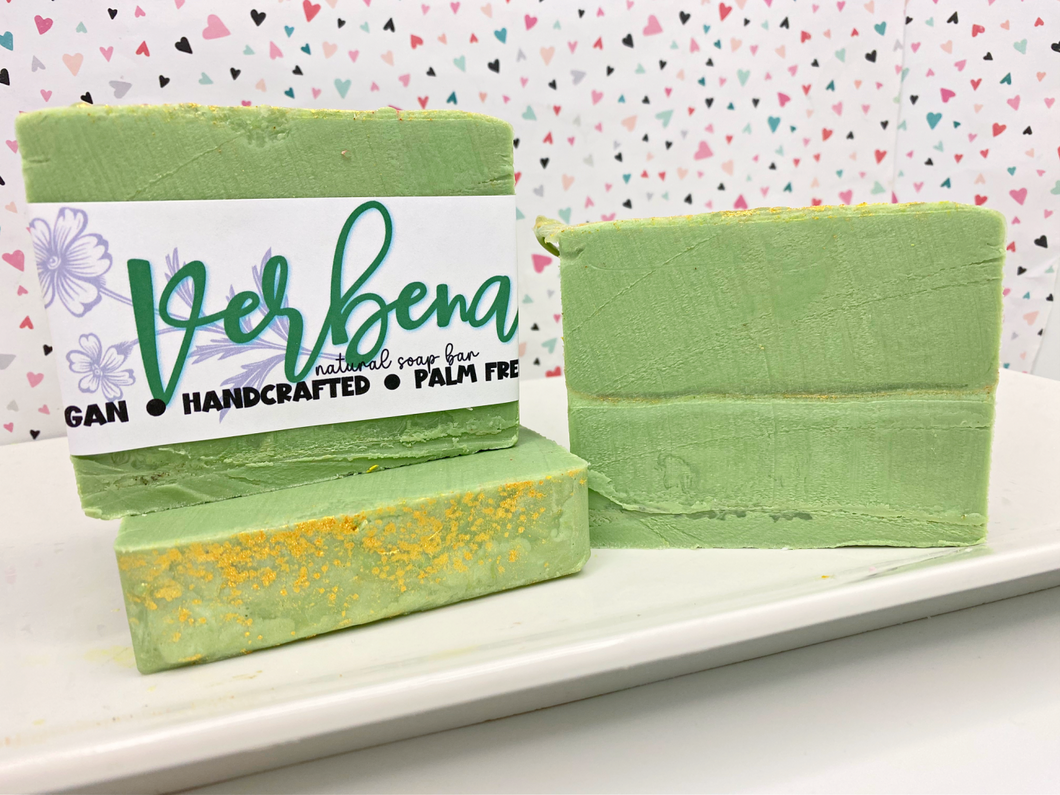 Verbena
natural soap bar
GAN • HANDCRAFTED • PALM FRE